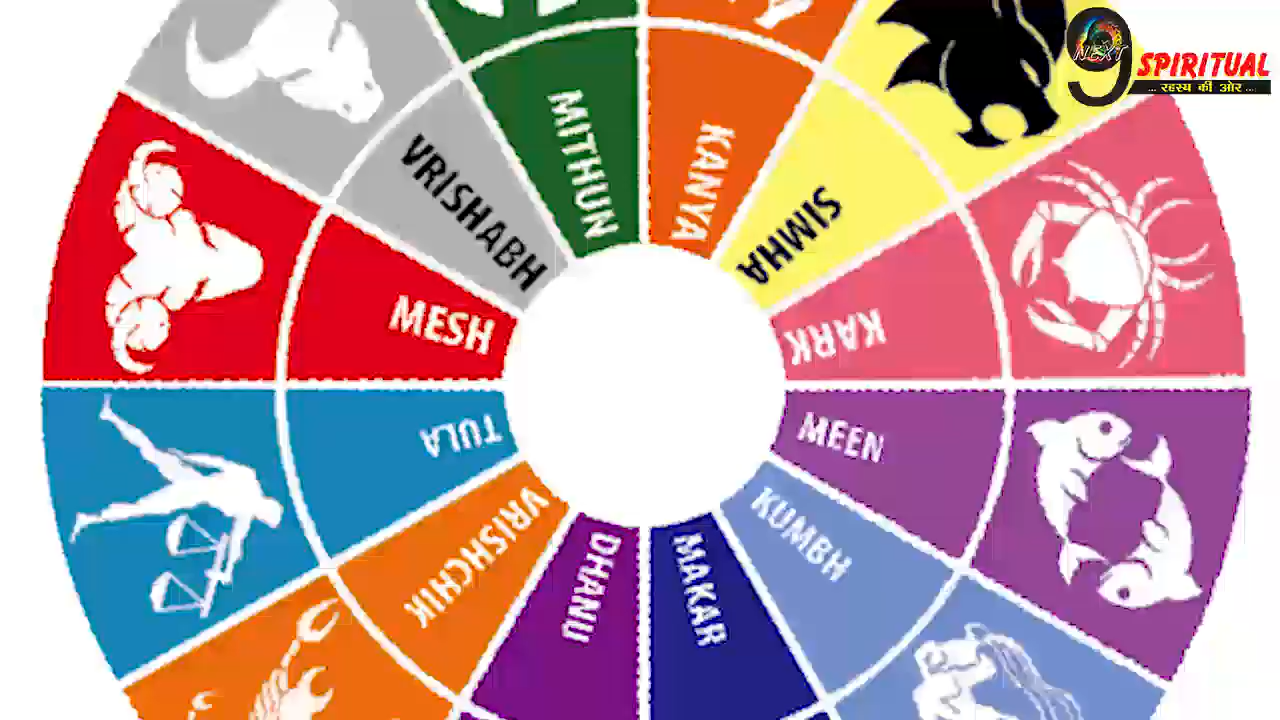 NEXT
9 SPIRITUAL
... रहस्य की ओर ...
MITHUN
KANYA
VRISHABH
SIMHA
MESH
KARK
TULA
MEEN
VRISHCHIK
KUMBH
DHANU
MAKAR